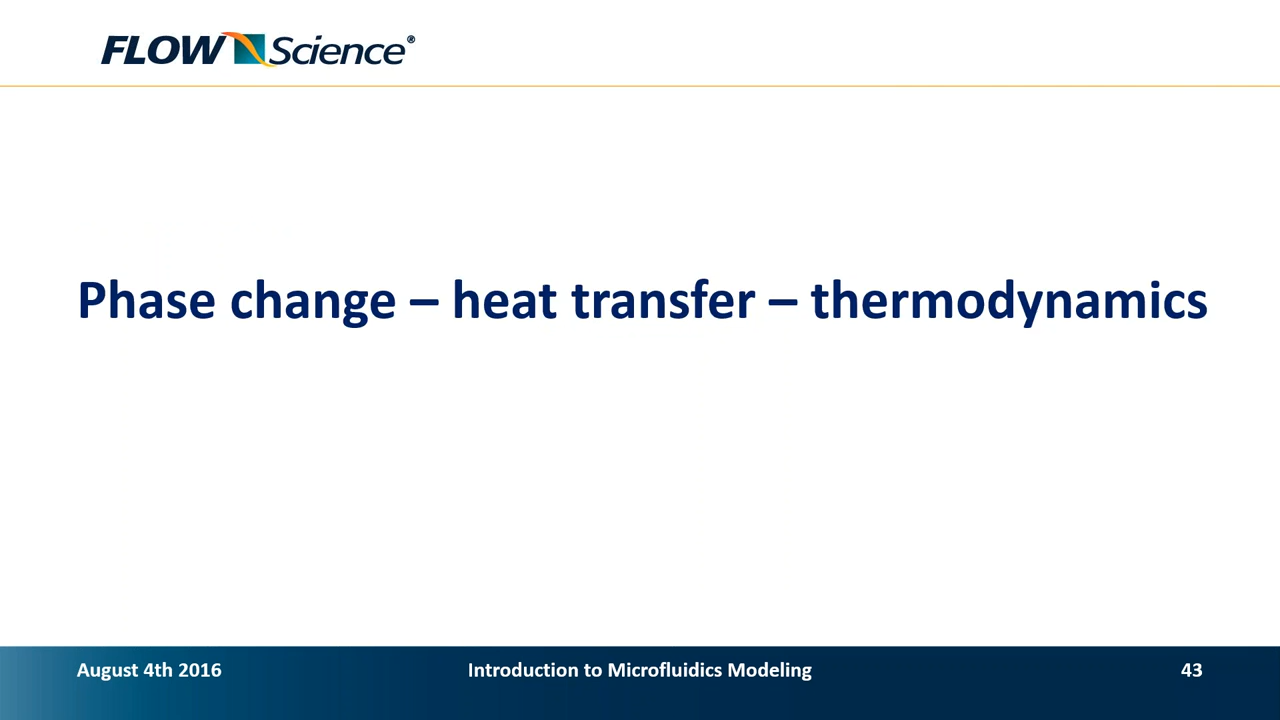 FLOW Science®
Phase change – heat transfer – thermodynamics
August 4th 2016 Introduction to Microfluidics Modeling 43